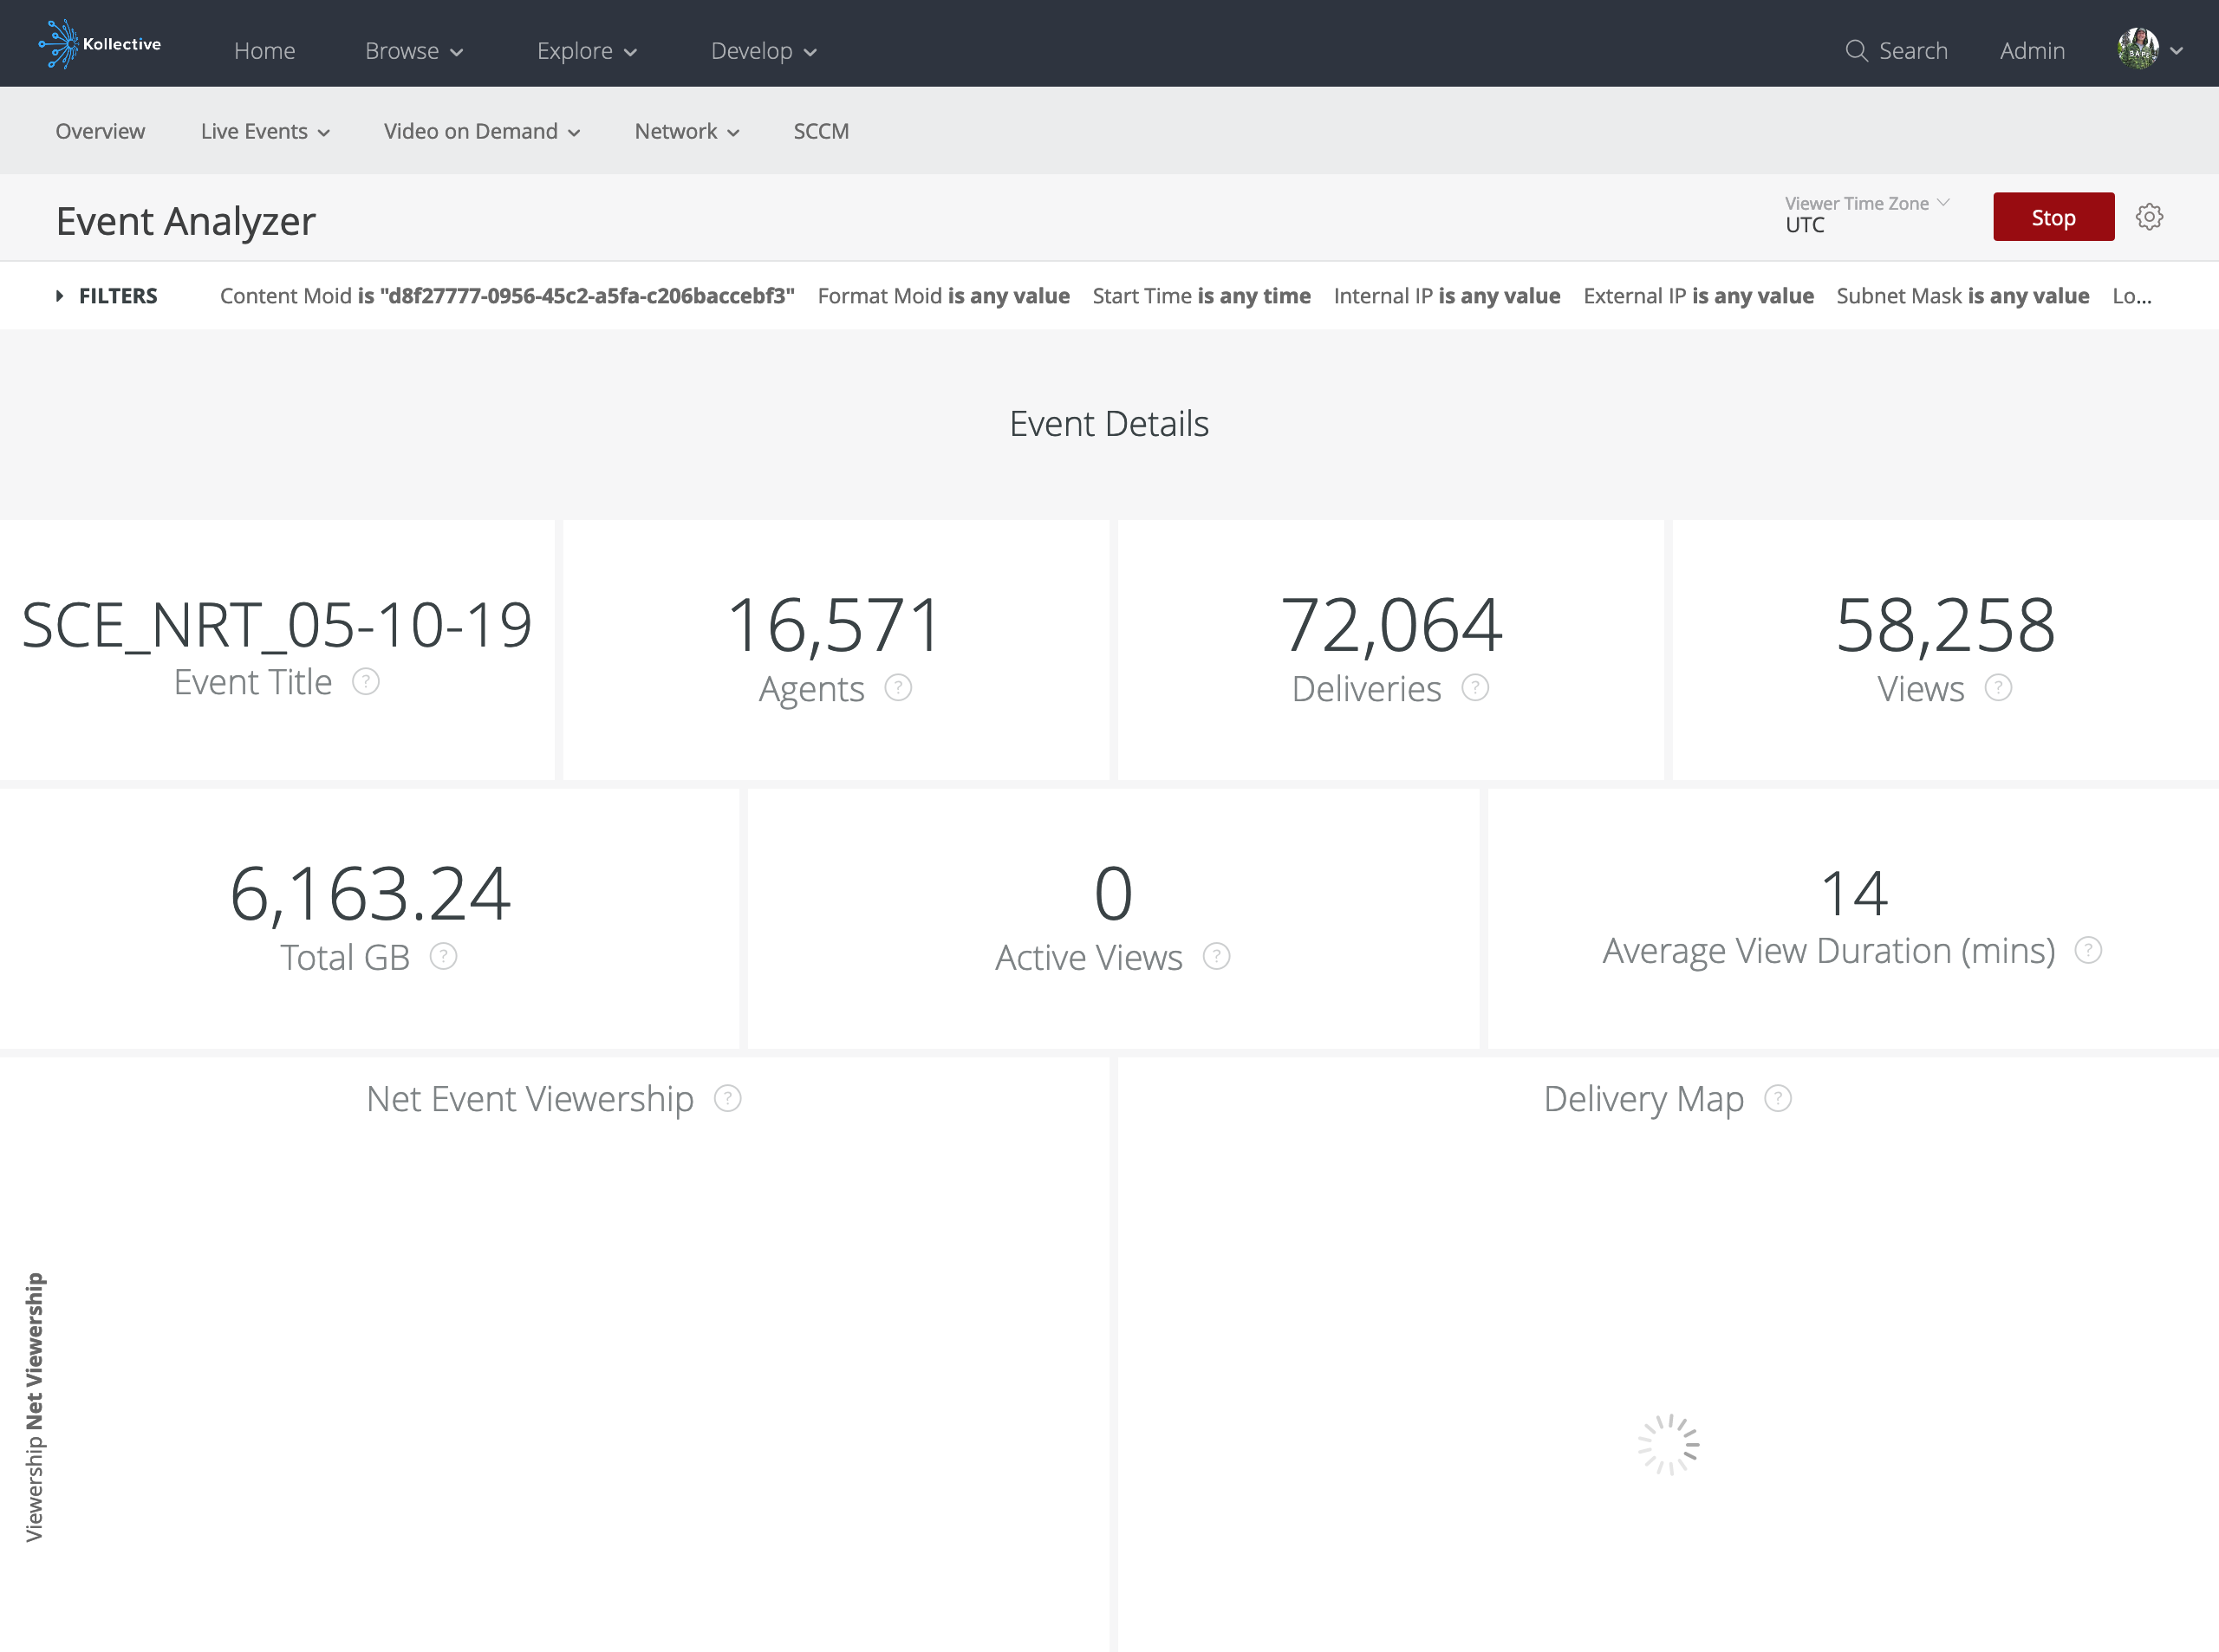 Kollective
Home
Browse
Explore
Develop
Search
Admin
Overview
Live Events
Video on Demand
Network
SCCM
Event Analyzer
Viewer Time Zone
UTC
Stop
FILTERS
Content Moid is "d8f27777-0956-45c2-a5fa-c206baccebf3" Format Moid is any value Start Time is any time Internal IP is any value External IP is any value Subnet Mask is any value Lo...
Event Details
SCE_NRT_05-10-19
Event Title ?
16,571
Agents ?
72,064
Deliveries ?
58,258
Views ?
6,163.24
Total GB ?
0
Active Views ?
14
Average View Duration (mins) ?
Net Event Viewership ?
Viewership Net Viewership
Delivery Map ?